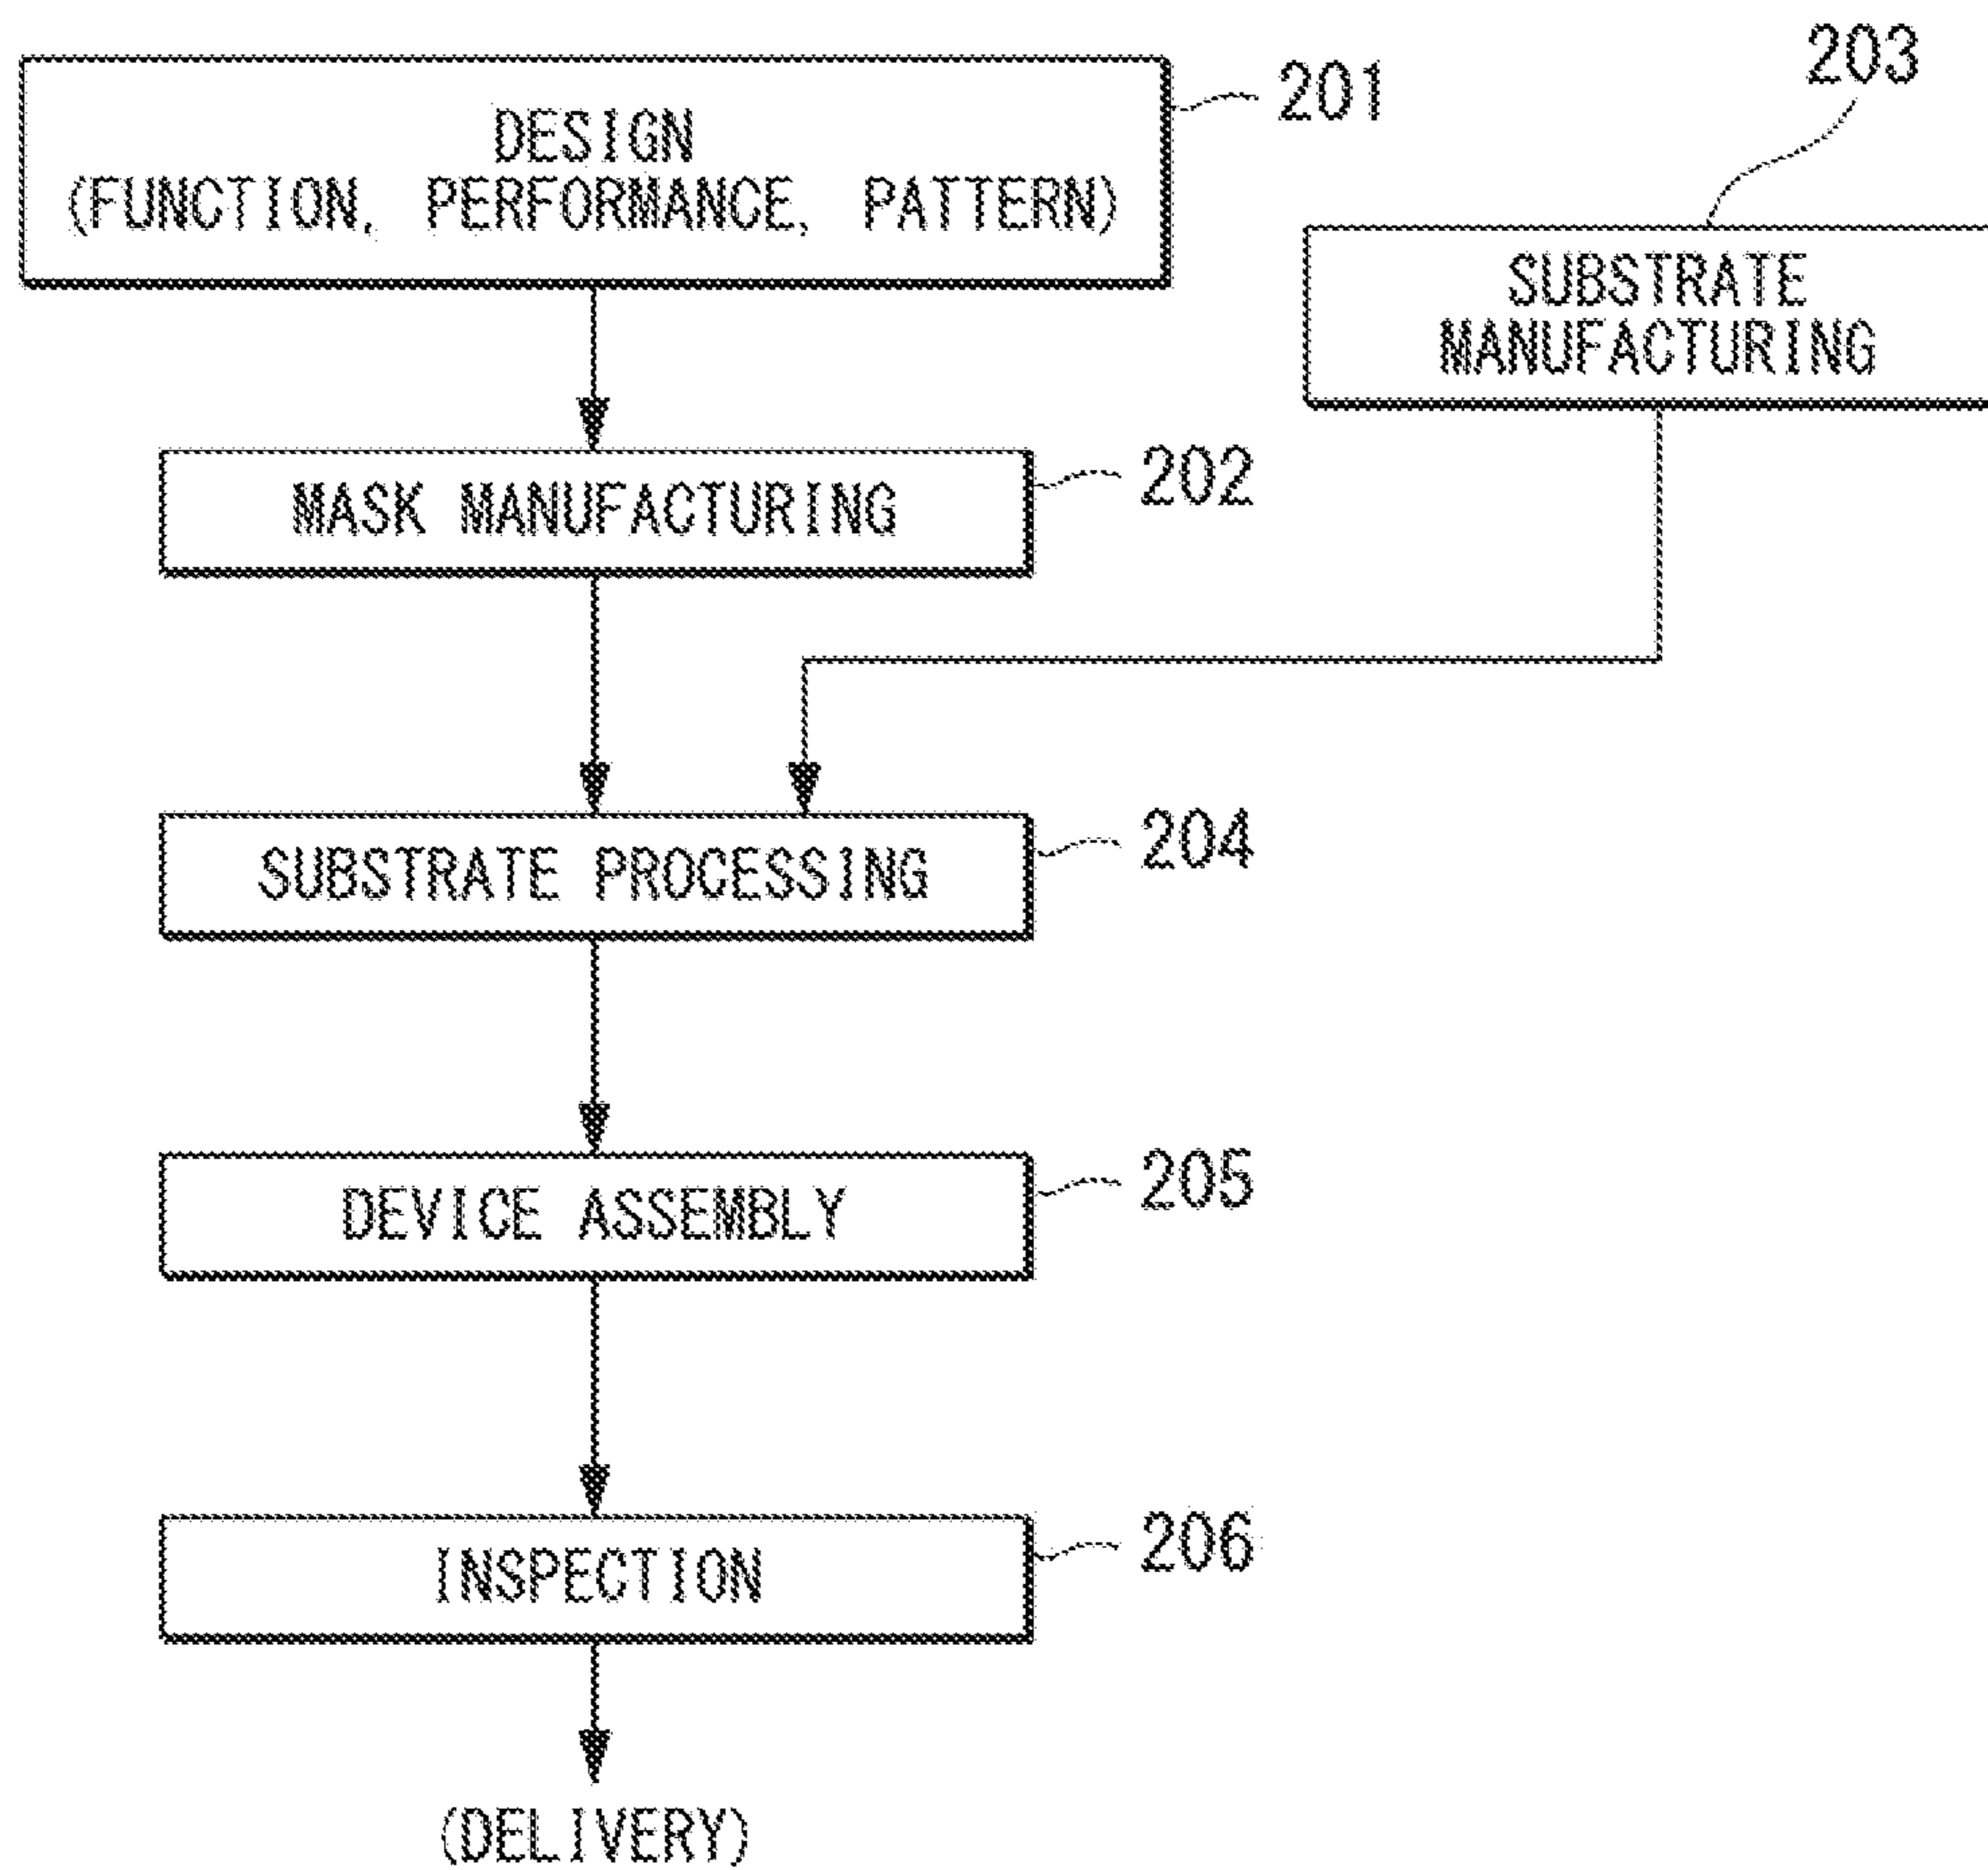 DESIGN
(FUNCTION, PERFORMANCE, PATTERN)
201
203
SUBSTRATE
MANUFACTURING
MASK MANUFACTURING
202
SUBSTRATE PROCESSING
204
DEVICE ASSEMBLY
205
INSPECTION
206
(DELIVERY)